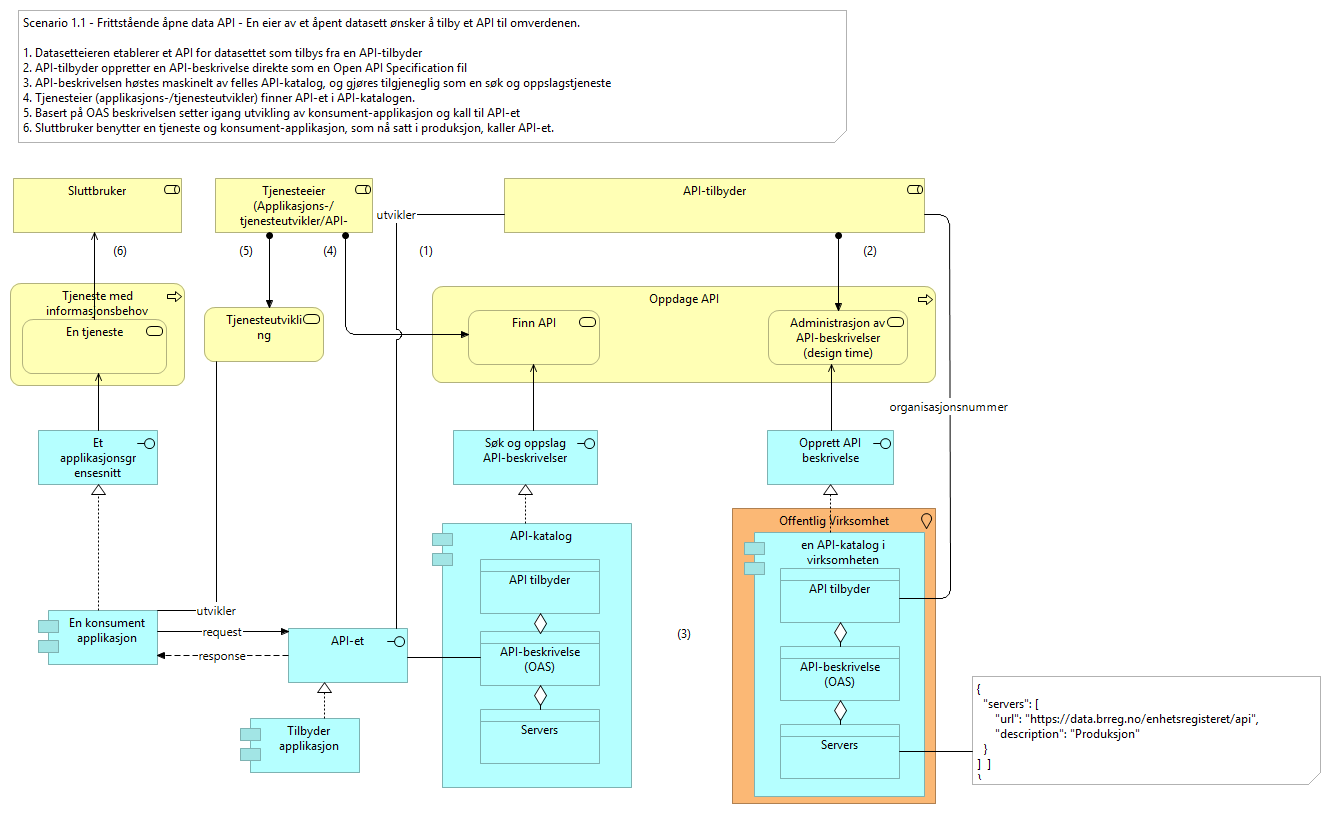 Scenario 1.1 - Frittstående åpne data API - En eier av et åpent datasett ønsker å tilby et API til omverdenen.
1. Datasetteieren etablerer et API for datasettet som tilbys fra en API-tilbyder
2. API-tilbyder oppretter en API-beskrivelse direkte som en Open API Specification fil
3. API-beskrivelsen høstes maskinelt av felles API-katalog, og gjøres tilgjeneglig som en søk og oppslagstjeneste
4. Tjenesteier (applikasjons-/tjenesteutvikler) finner API-et i API-katalogen.
5. Basert på OAS beskrivelsen setter igang utvikling av konsument-applikasjon og kall til API-et
6. Sluttbruker benytter en tjeneste og konsument-applikasjon, som nå satt i produksjon, kaller API-et.
Sluttbruker
Tjenesteeier
(Applikasjons-/
tjenesteutvikler/API-
API-tilbyder
utvikler
(6)
(5)
(4)
(1)
(2)
Tjeneste med
informasjonsbehov
En tjeneste
Tjenesteutvikli
ng
Oppdage API
Finn API
Administrasjon av
API-beskrivelser
(design time)
organisasjonsnummer
Et
applikasjonsgr
ensesnitt
Søk og oppslag
API-beskrivelser
Opprett API
beskrivelse
Offentlig Virksomhet
API-katalog
en API-katalog i
virksomheten
API tilbyder
API tilbyder
utvikler
En konsument
applikasjon
request
response
API-et
(3)
API-beskrivelse
(OAS)
API-beskrivelse
(OAS)
Tilbyder
applikasjon
Servers
Servers
{
"servers": [
"url": "https://data.brreg.no/enhetsregisteret/api",
"description": "Produksjon"
}
] ]